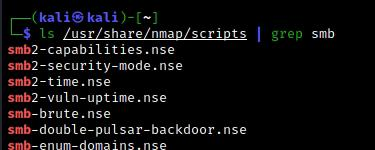 ┌──(kali㉿kali)-[~]
└─$ ls /usr/share/nmap/scripts | grep smb
smb2-capabilities.nse
smb2-security-mode.nse
smb2-time.nse
smb2-vuln-uptime.nse
smb-brute.nse
smb-double-pulsar-backdoor.nse
smb-enum-domains.nse